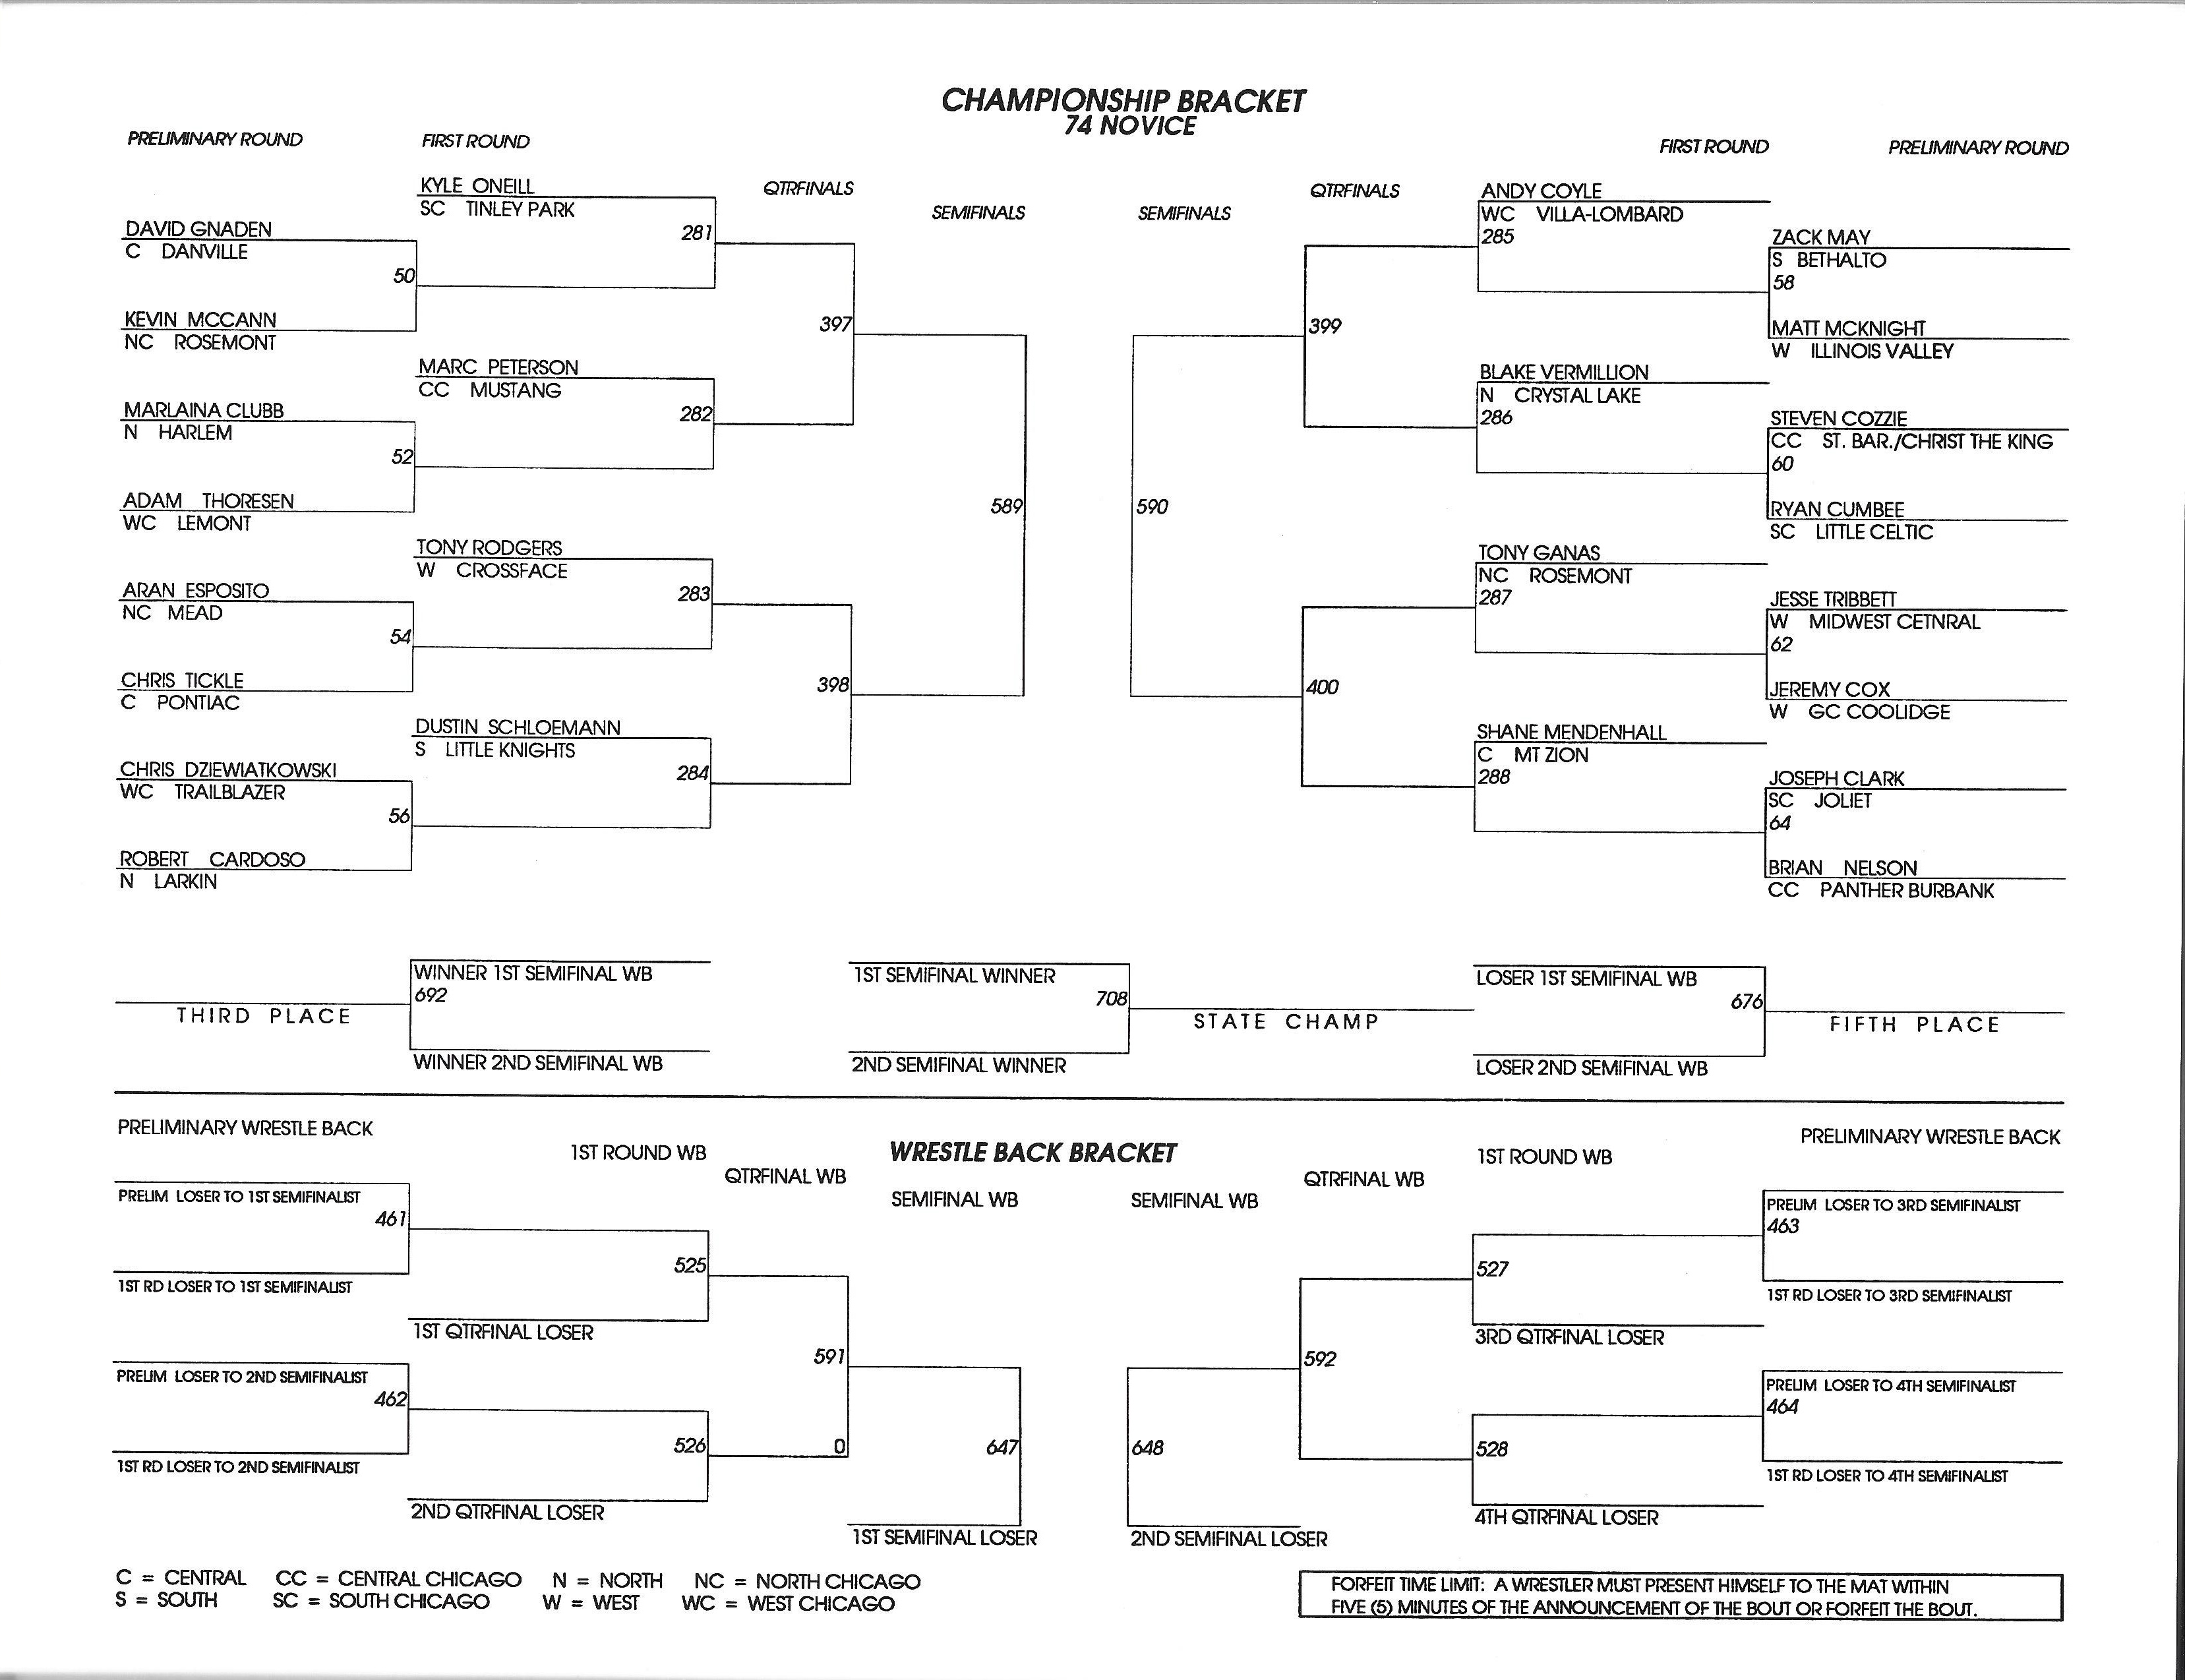 CHAMPIONSHIP BRACKET
74 NOVICE
PRELIMINARY ROUND
FIRST ROUND
QTRFINALS
SEMIFINALS
SEMIFINALS
QTRFINALS
FIRST ROUND
PRELIMINARY ROUND
KYLE ONEILL
SC TINLEY PARK
281
DAVID GNADEN
C DANVILLE
50
KEVIN MCCANN
NC ROSEMONT
397
MARC PETERSON
CC MUSTANG
282
MARLAINA CLUBB
N HARLEM
52
ADAM THORESEN
WC LEMONT
589
TONY RODGERS
W CROSSFACE
283
ARAN ESPOSITO
NC MEAD
54
CHRIS TICKLE
C PONTIAC
398
DUSTIN SCHLOEMANN
S LITTLE KNIGHTS
284
CHRIS DZIEWIATKOWSKI
WC TRAILBLAZER
56
ROBERT CARDOSO
N LARKIN
ANDY COYLE
WC VILLA-LOMBARD
285
ZACK MAY
S BETHALTO
58
MATT MCKNIGHT
W ILLINOIS VALLEY
399
BLAKE VERMILLION
N CRYSTAL LAKE
286
STEVEN COZZIE
CC ST. BAR./CHRIST THE KING
60
RYAN CUMBEE
SC LITTLE CELTIC
590
TONY GANAS
NC ROSEMONT
287
JESSE TRIBBETT
W MIDWEST CETNRAL
62
JEREMY COX
W GC COOLIDGE
400
SHANE MENDENHALL
C MT ZION
288
JOSEPH CLARK
SC JOLIET
64
BRIAN NELSON
CC PANTHER BURBANK
WINNER 1ST SEMIFINAL WB
692
THIRD PLACE
WINNER 2ND SEMIFINAL WB
1ST SEMIFINAL WINNER
708
STATE CHAMP
2ND SEMIFINAL WINNER
LOSER 1ST SEMIFINAL WB
676
FIFTH PLACE
LOSER 2ND SEMIFINAL WB
PRELIMINARY WRESTLE BACK
1ST ROUND WB
QTRFINAL WB
WRESTLE BACK BRACKET
SEMIFINAL WB
SEMIFINAL WB
QTRFINAL WB
1ST ROUND WB
PRELIMINARY WRESTLE BACK
PRELIM LOSER TO 1ST SEMIFINALIST
461
1ST RD LOSER TO 1ST SEMIFINALIST
525
1ST QTRFINAL LOSER
591
PRELIM LOSER TO 2ND SEMIFINALIST
462
1ST RD LOSER TO 2ND SEMIFINALIST
526
0
2ND QTRFINAL LOSER
647
1ST SEMIFINAL LOSER
PRELIM LOSER TO 3RD SEMIFINALIST
463
1ST RD LOSER TO 3RD SEMIFINALIST
527
3RD QTRFINAL LOSER
592
PRELIM LOSER TO 4TH SEMIFINALIST
464
1ST RD LOSER TO 4TH SEMIFINALIST
528
4TH QTRFINAL LOSER
648
2ND SEMIFINAL LOSER
C = CENTRAL CC = CENTRAL CHICAGO N = NORTH NC = NORTH CHICAGO
S = SOUTH SC = SOUTH CHICAGO W = WEST WC = WEST CHICAGO
FORFEIT TIME LIMIT: A WRESTLER MUST PRESENT HIMSELF TO THE MAT WITHIN
FIVE (5) MINUTES OF THE ANNOUNCEMENT OF THE BOUT OR FORFEIT THE BOUT.